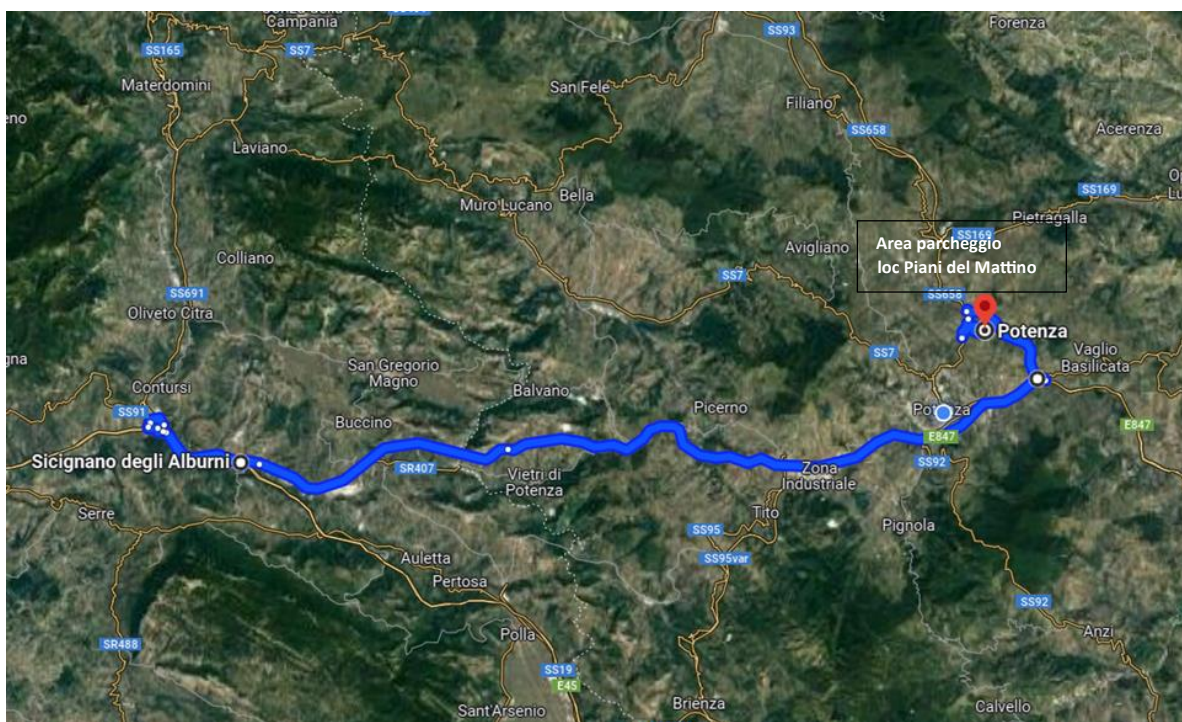 Campania
Forenza
SS165
SS7
SS93
Materdomini
San Fele
Filiano
SS658
Acerenza
Laviano
Bella
SS169
Muro Lucano
Pietragalla
SS169
Avigliano
Area parcheggio
loc Piani del Mattino
Colliano
SS7
SS691
SS658
Oliveto Citra
Potenza
Vaglio
Basilicata
SS7
San Gregorio
Magno
Balvano
Contursi
SS91
Buccino
Picerno
Potenza
E847
E847
Sicignano degli Alburni
SR407
SS92
Vietri di
Potenza
Zona
Industriale
Serre
Tito
Pignola
SS95
Auletta
SS95var
Pertosa
SS92
Polla
Anzi
SR488
SS19
E45
Sant'Arsenio
Brienza
Calvello